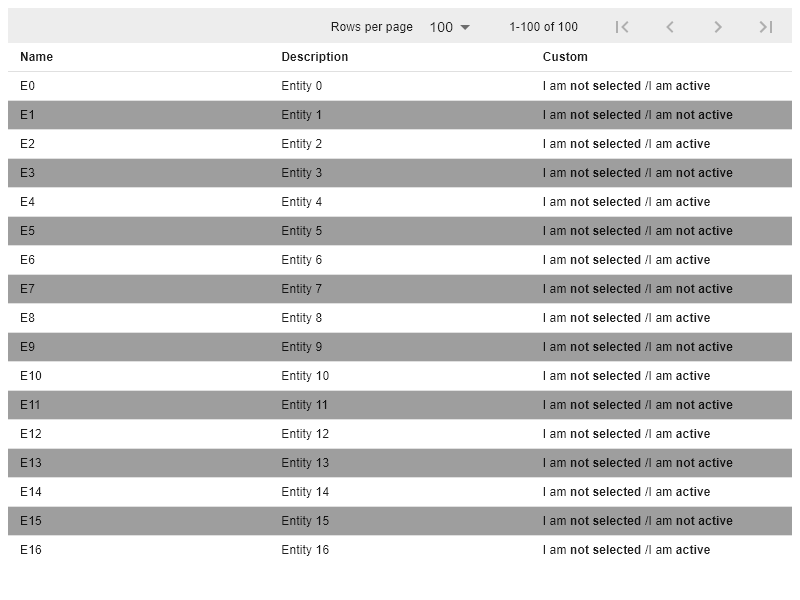 Rows per page 100 1-100 of 100
Name Description Custom
E0 Entity 0 I am not selected /I am active
E1 Entity 1 I am not selected /I am not active
E2 Entity 2 I am not selected /I am active
E3 Entity 3 I am not selected /I am not active
E4 Entity 4 I am not selected /I am active
E5 Entity 5 I am not selected /I am not active
E6 Entity 6 I am not selected /I am active
E7 Entity 7 I am not selected /I am not active
E8 Entity 8 I am not selected /I am active
E9 Entity 9 I am not selected /I am not active
E10 Entity 10 I am not selected /I am active
E11 Entity 11 I am not selected /I am not active
E12 Entity 12 I am not selected /I am active
E13 Entity 13 I am not selected /I am not active
E14 Entity 14 I am not selected /I am active
E15 Entity 15 I am not selected /I am not active
E16 Entity 16 I am not selected /I am active